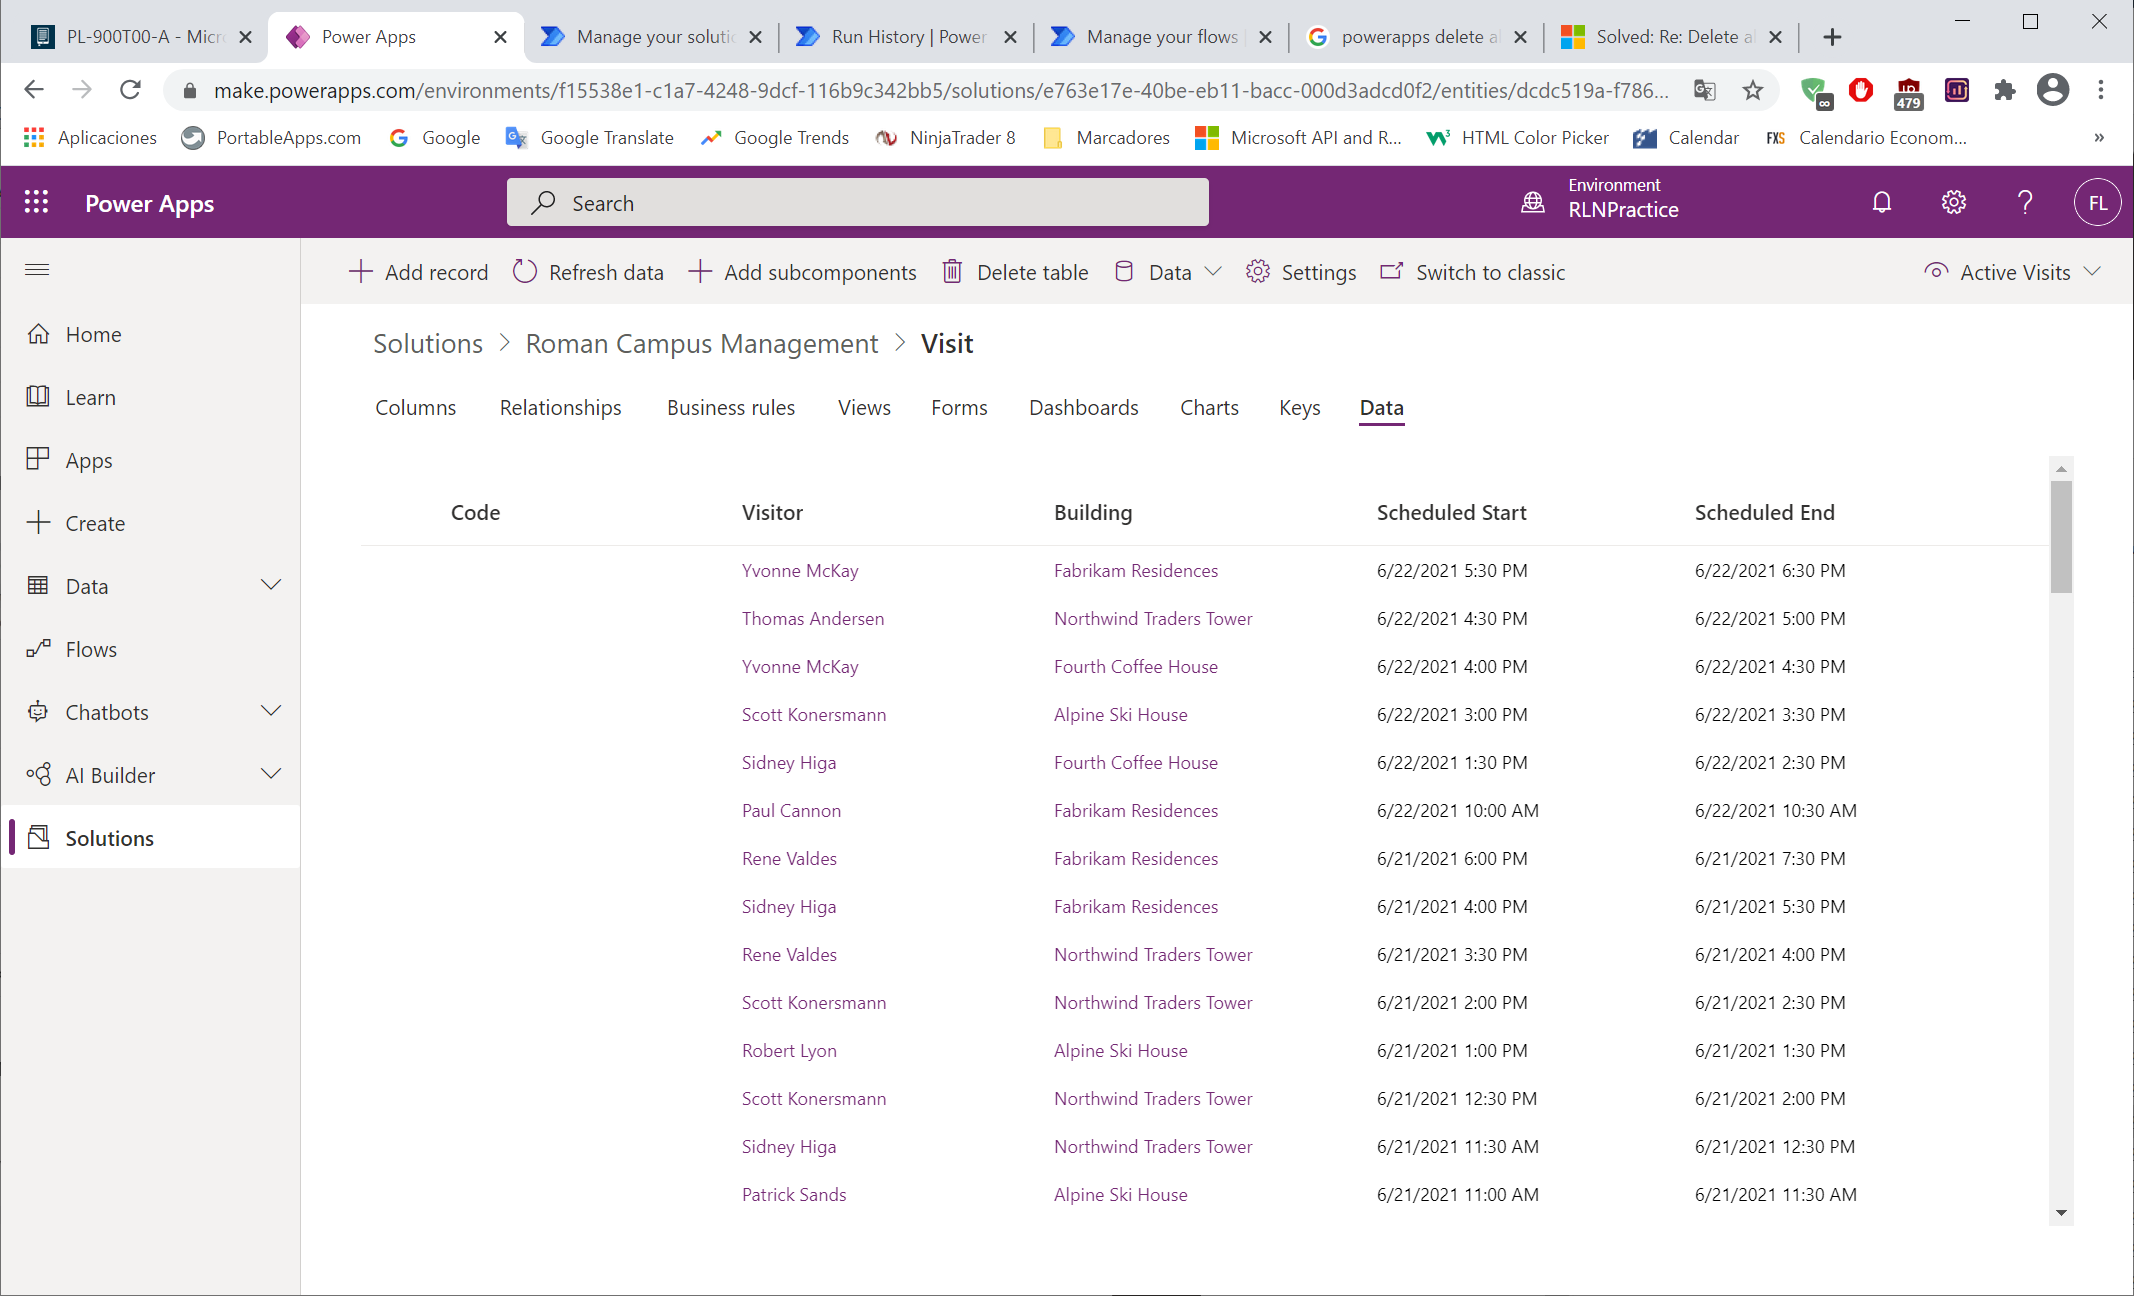 PL-900T00-A - Micr
Power Apps
Manage your soluti
Run History | Power
Manage your flows |
powerapps delete al
Solved: Re: Delete al
make.powerapps.com/environments/f15538e1-c1a7-4248-9dcf-116b9c342bb5/solutions/e763e17e-40be-eb11-bacc-000d3adcd0f2/entities/dcdc519a-f786...
479
Aplicaciones
PortableApps.com
Google
Google Translate
Google Trends
NinjaTrader 8
Marcadores
Microsoft API and R...
HTML Color Picker
FXS
Calendar
Calendario Econom...
»
Power Apps
Search
Environment
RLNPractice
?
FL
Add record
Refresh data
Add subcomponents
Delete table
Data
Settings
Switch to classic
Active Visits
Home
Learn
Apps
Create
Data
Flows
Chatbots
AI Builder
Solutions
Solutions > Roman Campus Management > Visit
Columns Relationships Business rules Views Forms Dashboards Charts Keys Data
Code Visitor Building Scheduled Start Scheduled End
Yvonne McKay Fabrikam Residences 6/22/2021 5:30 PM 6/22/2021 6:30 PM
Thomas Andersen Northwind Traders Tower 6/22/2021 4:30 PM 6/22/2021 5:00 PM
Yvonne McKay Fourth Coffee House 6/22/2021 4:00 PM 6/22/2021 4:30 PM
Scott Konersmann Alpine Ski House 6/22/2021 3:00 PM 6/22/2021 3:30 PM
Sidney Higa Fourth Coffee House 6/22/2021 1:30 PM 6/22/2021 2:30 PM
Paul Cannon Fabrikam Residences 6/22/2021 10:00 AM 6/22/2021 10:30 AM
Rene Valdes Fabrikam Residences 6/21/2021 6:00 PM 6/21/2021 7:30 PM
Sidney Higa Fabrikam Residences 6/21/2021 4:00 PM 6/21/2021 5:30 PM
Rene Valdes Northwind Traders Tower 6/21/2021 3:30 PM 6/21/2021 4:00 PM
Scott Konersmann Northwind Traders Tower 6/21/2021 2:00 PM 6/21/2021 2:30 PM
Robert Lyon Alpine Ski House 6/21/2021 1:00 PM 6/21/2021 1:30 PM
Scott Konersmann Northwind Traders Tower 6/21/2021 12:30 PM 6/21/2021 2:00 PM
Sidney Higa Northwind Traders Tower 6/21/2021 11:30 AM 6/21/2021 12:30 PM
Patrick Sands Alpine Ski House 6/21/2021 11:00 AM 6/21/2021 11:30 AM